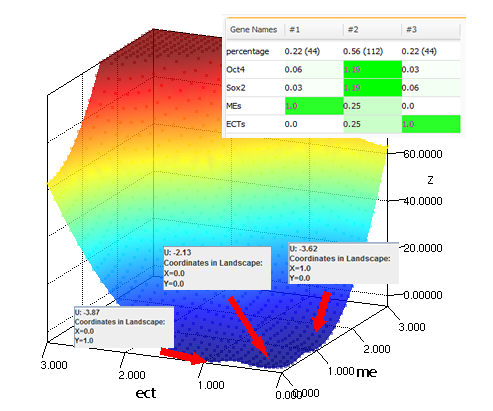 Gene Names #1 #2 #3
percentage 0.22 (44) 0.56 (112) 0.22 (44)
Oct4 0.06 1.19 0.03
Sox2 0.03 1.19 0.06
MEs 1.0 0.25 0.0
ECTs 0.0 0.25 1.0
60.0000
Z
40.0000
20.0000
0.00000
U: -2.13
Coordinates in Landscape:
X=0.0
Y=0.0
U: -3.62
Coordinates in Landscape:
X=1.0
Y=0.0
U: -3.87
Coordinates in Landscape:
X=0.0
Y=1.0
3.000
2.000
1.000
0.000
ect
0.000
1.000
me
2.000
3.000